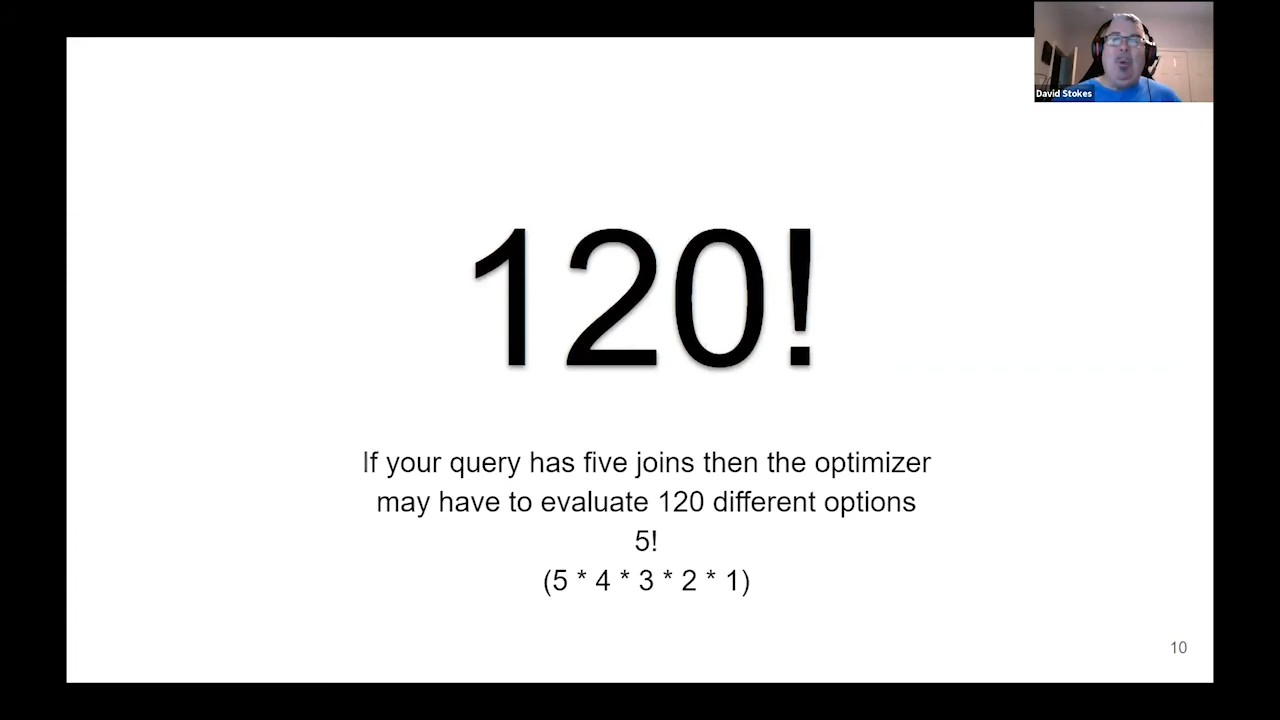 David Stokes
120!
If your query has five joins then the optimizer
may have to evaluate 120 different options
5!
(5 * 4 * 3 * 2 * 1)
10